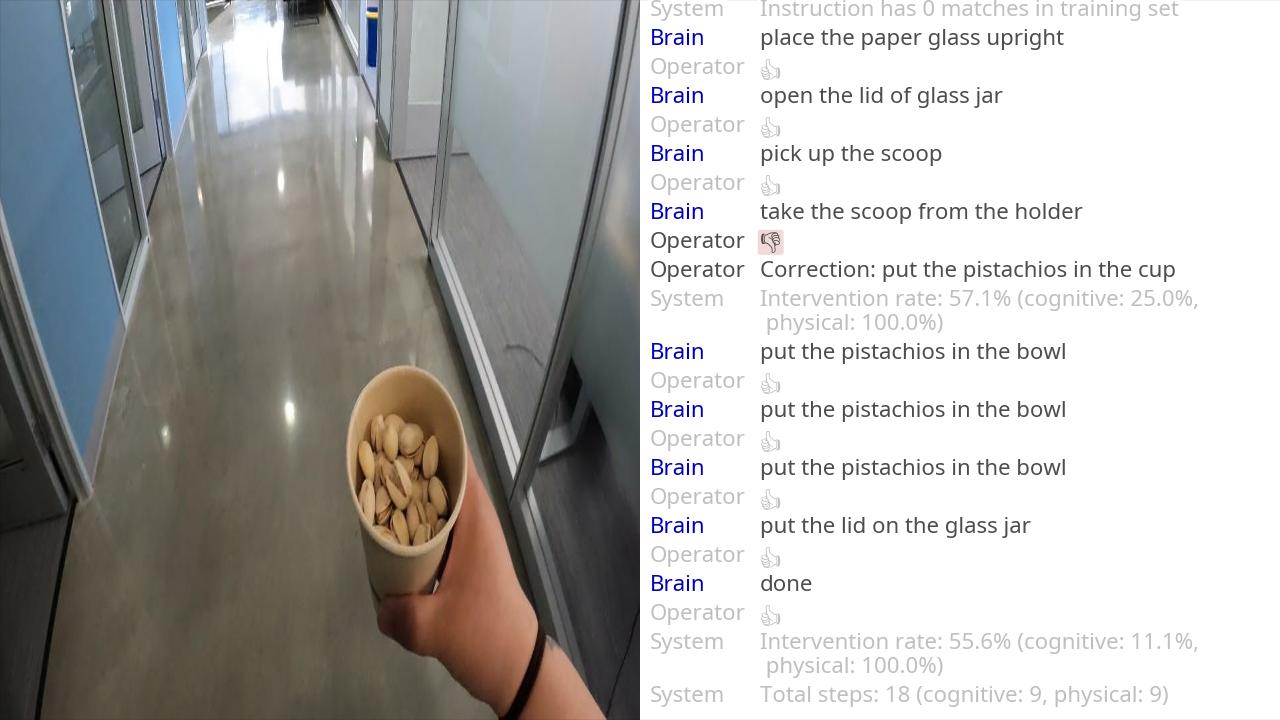 System Instruction has 0 matches in training set
Brain place the paper glass upright
Operator 👍
Brain open the lid of glass jar
Operator 👍
Brain pick up the scoop
Operator 👍
Brain take the scoop from the holder
Operator 👎
Operator Correction: put the pistachios in the cup
System Intervention rate: 57.1% (cognitive: 25.0%,
physical: 100.0%)
Brain put the pistachios in the bowl
Operator 👍
Brain put the pistachios in the bowl
Operator 👍
Brain put the pistachios in the bowl
Operator 👍
Brain put the lid on the glass jar
Operator 👍
Brain done
Operator 👍
System Intervention rate: 55.6% (cognitive: 11.1%,
physical: 100.0%)
System Total steps: 18 (cognitive: 9, physical: 9)